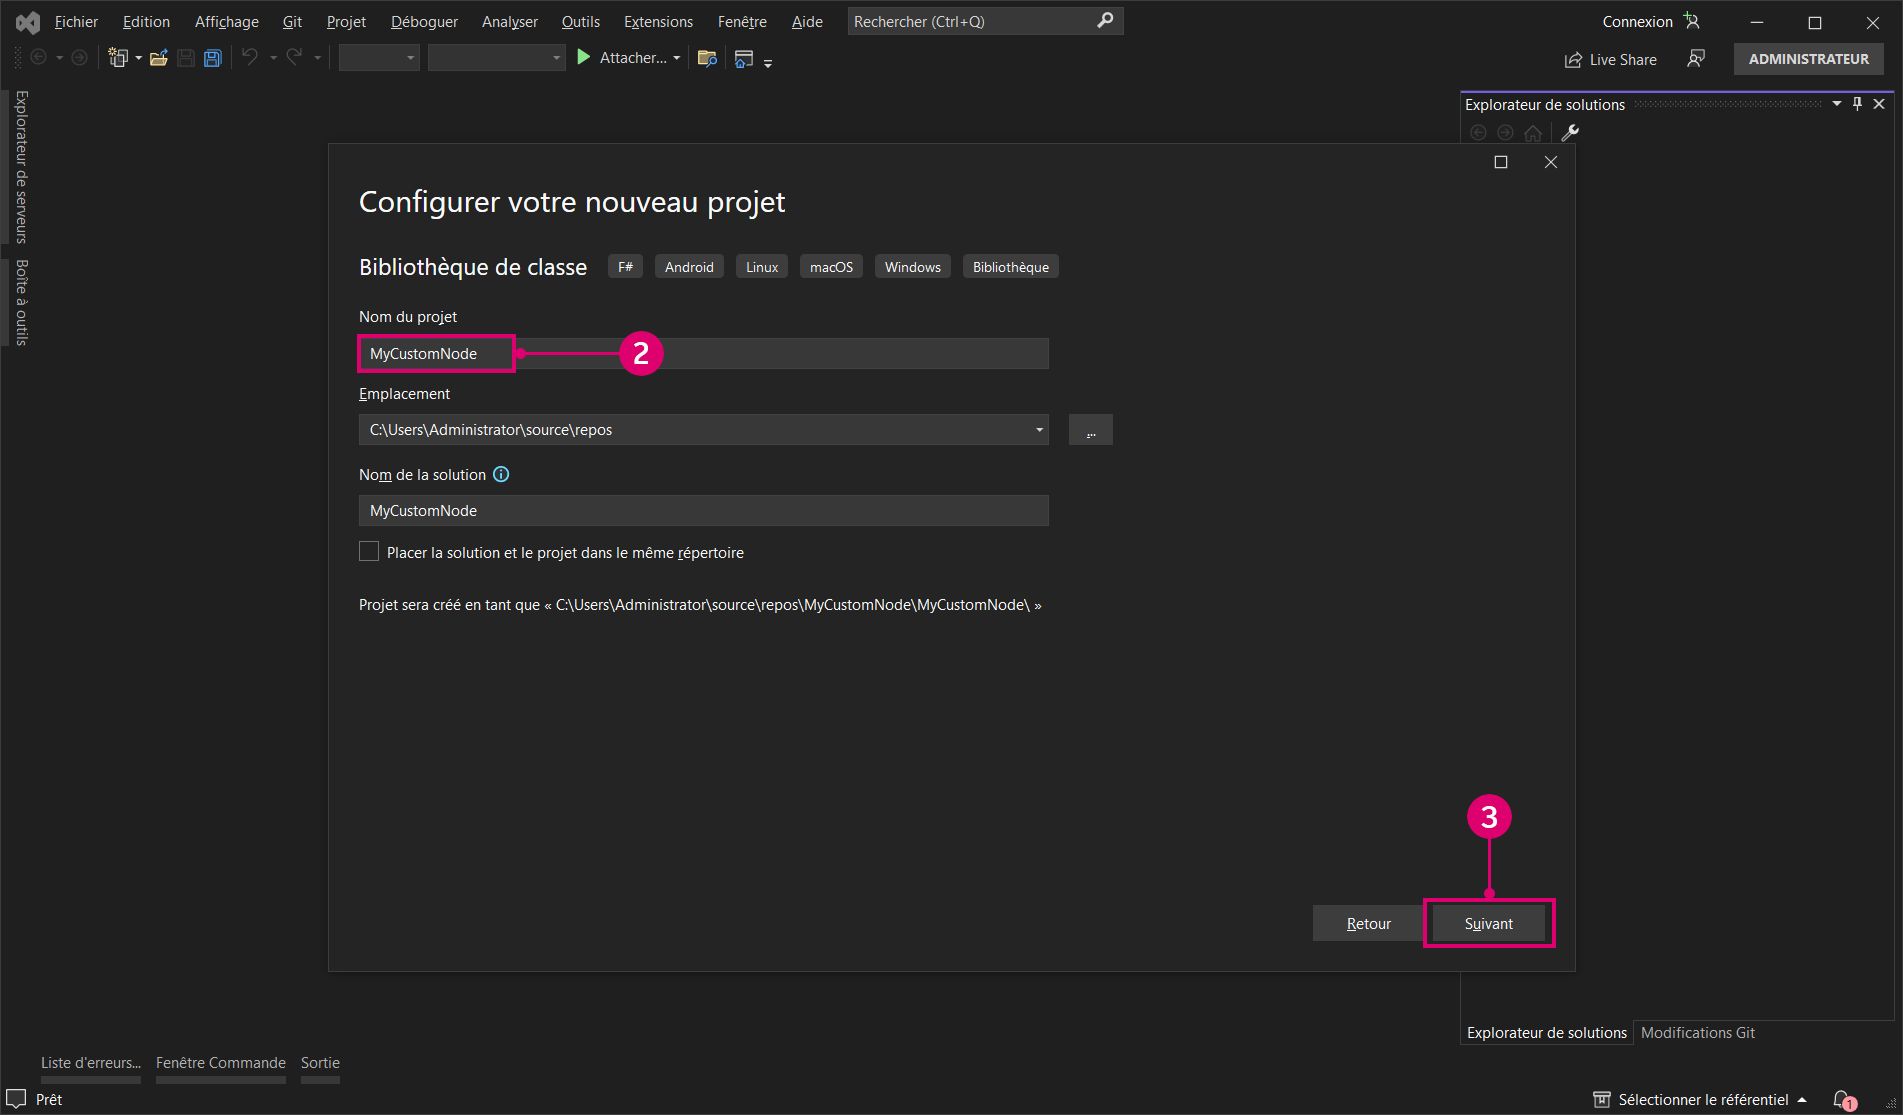 Fichier Edition Affichage Git Projet Déboguer Analyser Outils Extensions Fenêtre Aide Rechercher (Ctrl+Q) Connexion
Attacher... Live Share ADMINISTRATEUR
Explorateur de serveurs
Boîte à outils
Explorateur de solutions
Configurer votre nouveau projet
Bibliothèque de classe F# Android Linux macOS Windows Bibliothèque
Nom du projet
MyCustomNode 2
Emplacement
C:\Users\Administrator\source\repos ...
Nom de la solution
MyCustomNode
Placer la solution et le projet dans le même répertoire
Projet sera créé en tant que « C:\Users\Administrator\source\repos\MyCustomNode\MyCustomNode\ »
3
Retour Suivant
Explorateur de solutions Modifications Git
Liste d'erreurs... Fenêtre Commande Sortie
Prêt Sélectionner le référentiel 1